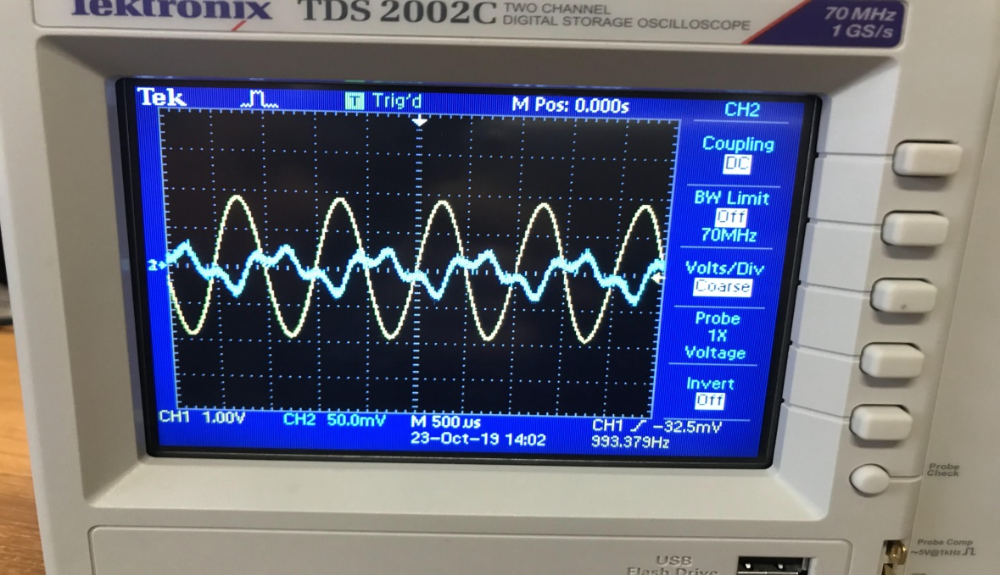 Tektronix TDS 2002C TWO CHANNEL
DIGITAL STORAGE OSCILLOSCOPE
70 MHz
1 GS/s
Tek T Trig'd M Pos: 0.000s CH2
Coupling
DC
BW Limit
Off
70MHz
2
Volts/Div
Coarse
Probe
1X
Voltage
Invert
Off
CH1 1.00V CH2 50.0mV M 500µs CH1 -32.5mV
23-Oct-19 14:02 993.379Hz
Probe
Check
Probe Comp
~5V@1kHz
USB
Flash Drive